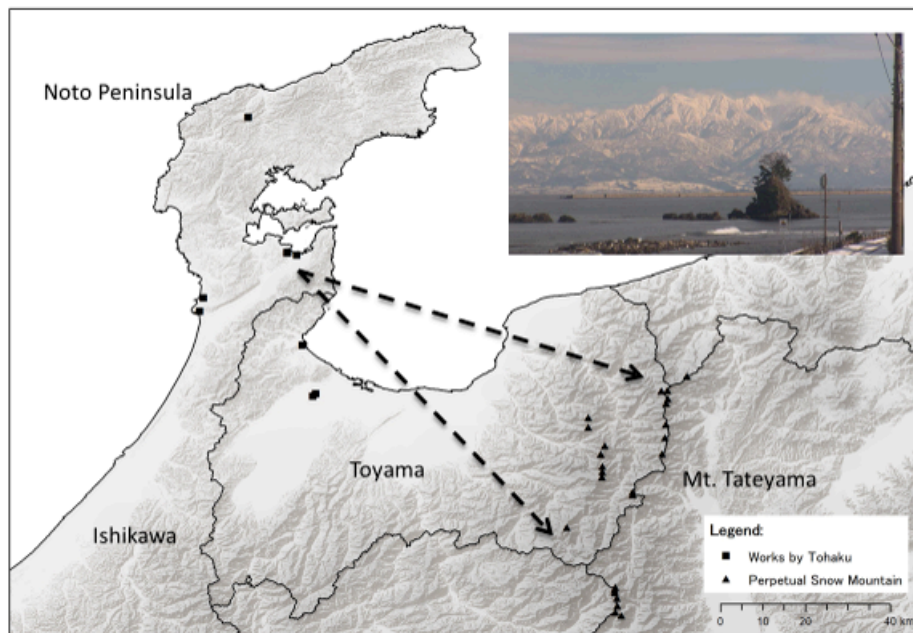 Noto Peninsula
Toyama
Mt. Tateyama
Ishikawa
Legend:
Works by Tohaku
Perpetual Snow Mountain
0 10 20 40 km